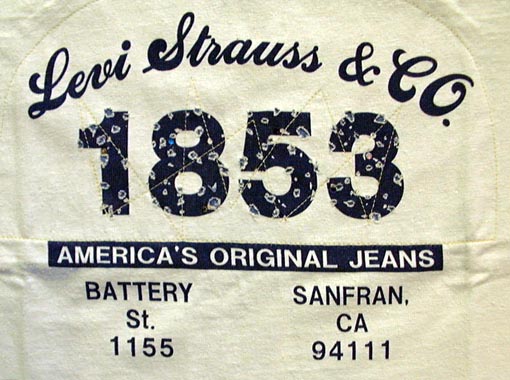 Levi Strauss & CO.
1853
AMERICA'S ORIGINAL JEANS
BATTERY SANFRAN,
St. CA
1155 94111